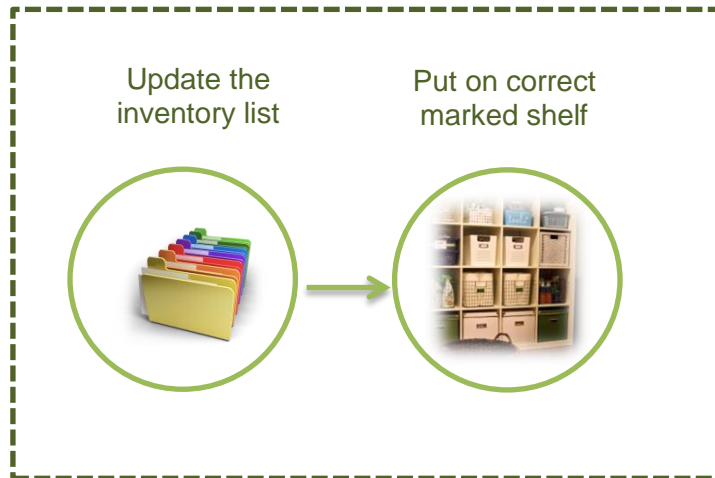 Update the
inventory list
Put on correct
marked shelf